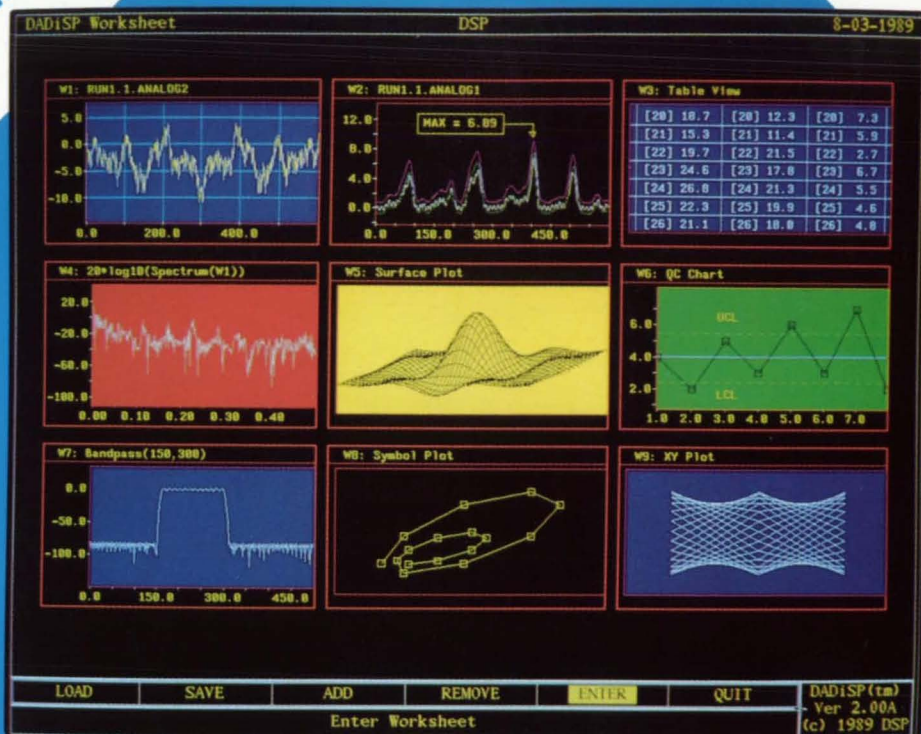 DADiSP Worksheet DSP 8-03-1989
W1: RUN1.1.ANALOG2
5.0
0.0
-5.0
-10.0
0.0 200.0 400.0
W2: RUN1.1.ANALOG1
MAX = 6.89
12.0
8.0
4.0
0.0
0.0 150.0 300.0 450.0
W3: Table View
[20] 18.7 [20] 12.3 [20] 7.3
[21] 15.3 [21] 11.4 [21] 5.9
[22] 19.7 [22] 21.5 [22] 2.7
[23] 24.6 [23] 17.8 [23] 6.7
[24] 26.8 [24] 21.3 [24] 5.5
[25] 22.3 [25] 19.9 [25] 4.6
[26] 21.1 [26] 18.0 [26] 4.8
W4: 20*log10(Spectrum(W1))
20.0
-20.0
-60.0
-100.0
0.00 0.10 0.20 0.30 0.40
W5: Surface Plot
W6: QC Chart
UCL
6.0
4.0
2.0
LCL
1.0 2.0 3.0 4.0 5.0 6.0 7.0
W7: Bandpass(150,300)
0.0
-50.0
-100.0
0.0 150.0 300.0 450.0
W8: Symbol Plot
W9: XY Plot
LOAD SAVE ADD REMOVE ENTER QUIT
Enter Worksheet
DADiSP(tm)
Ver 2.00A
(c) 1989 DSP